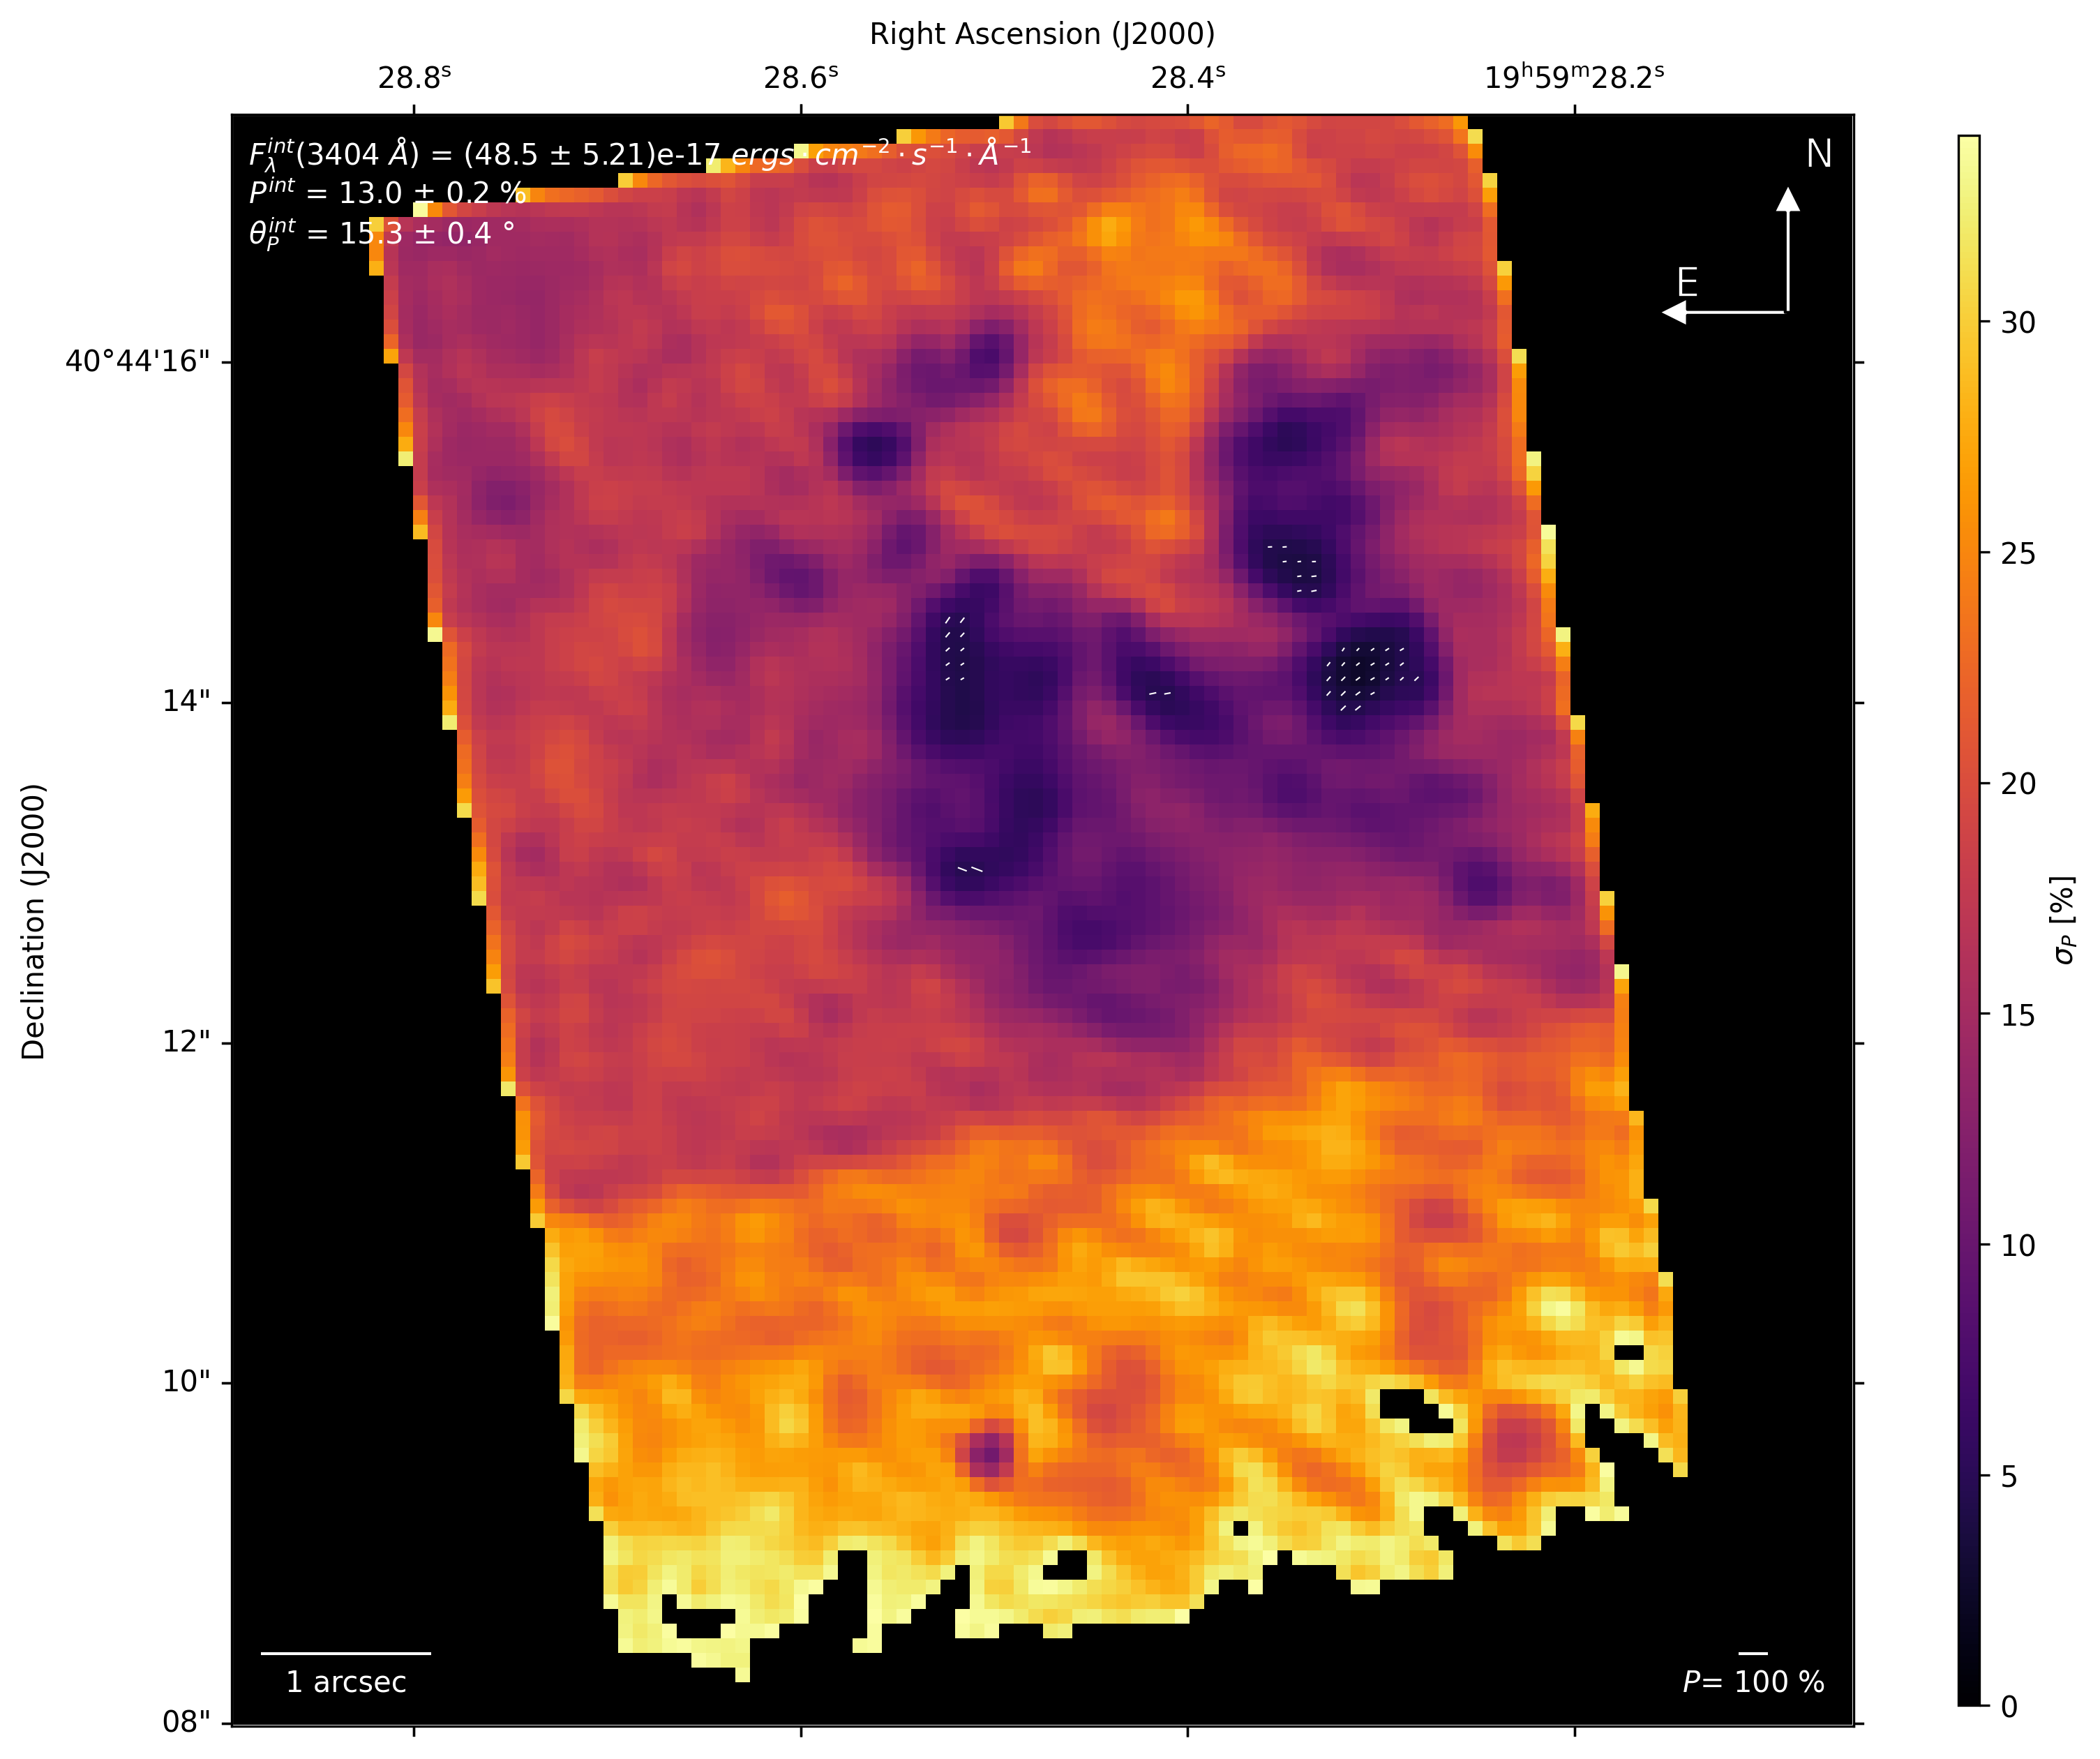 Right Ascension (J2000)
28.8ˢ 28.6ˢ 28.4ˢ 19ʰ59ᵐ28.2ˢ
F_λ^int(3404 Å) = (48.5 ± 5.21)e-17 ergs · cm⁻² · s⁻¹ · Å⁻¹
P^int = 13.0 ± 0.2 %
θ_P^int = 15.3 ± 0.4 °
N
E
40°44'16"
14"
12"
10"
08"
Declination (J2000)
1 arcsec
P= 100 %
30
25
20
15
10
5
0
σ_P [%]